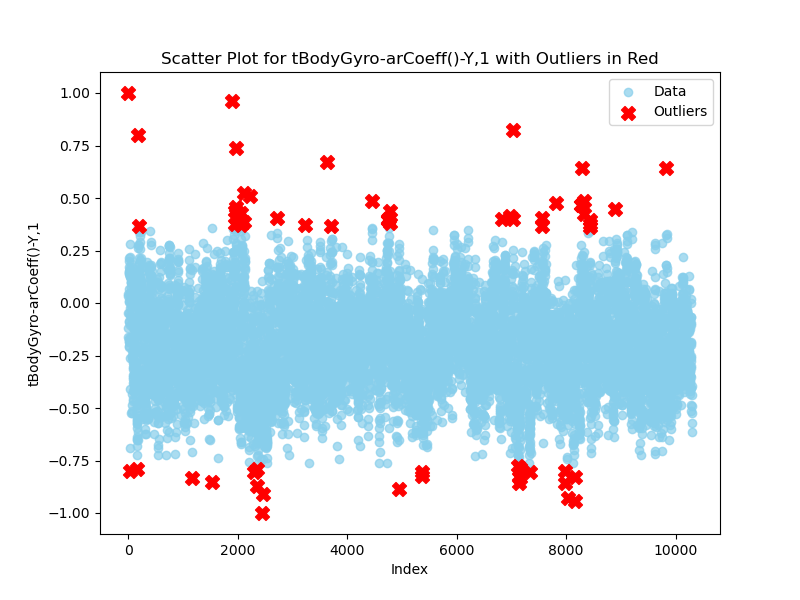 Scatter Plot for tBodyGyro-arCoeff()-Y,1 with Outliers in Red
Data
Outliers
tBodyGyro-arCoeff()-Y,1
1.00
0.75
0.50
0.25
0.00
−0.25
−0.50
−0.75
−1.00
0 2000 4000 6000 8000 10000
Index